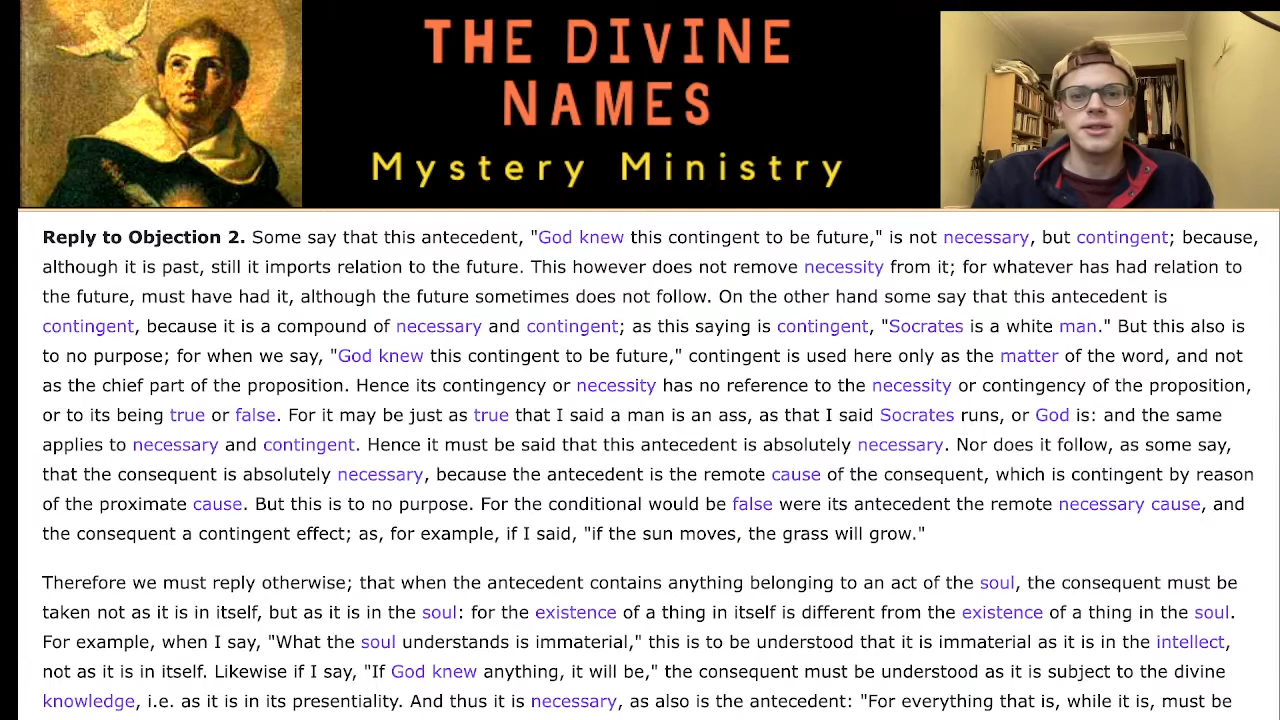 THE DIVINE
NAMES
Mystery Ministry
Reply to Objection 2. Some say that this antecedent, "God knew this contingent to be future," is not necessary, but contingent; because,
although it is past, still it imports relation to the future. This however does not remove necessity from it; for whatever has had relation to
the future, must have had it, although the future sometimes does not follow. On the other hand some say that this antecedent is
contingent, because it is a compound of necessary and contingent; as this saying is contingent, "Socrates is a white man." But this also is
to no purpose; for when we say, "God knew this contingent to be future," contingent is used here only as the matter of the word, and not
as the chief part of the proposition. Hence its contingency or necessity has no reference to the necessity or contingency of the proposition,
or to its being true or false. For it may be just as true that I said a man is an ass, as that I said Socrates runs, or God is: and the same
applies to necessary and contingent. Hence it must be said that this antecedent is absolutely necessary. Nor does it follow, as some say,
that the consequent is absolutely necessary, because the antecedent is the remote cause of the consequent, which is contingent by reason
of the proximate cause. But this is to no purpose. For the conditional would be false were its antecedent the remote necessary cause, and
the consequent a contingent effect; as, for example, if I said, "if the sun moves, the grass will grow."
Therefore we must reply otherwise; that when the antecedent contains anything belonging to an act of the soul, the consequent must be
taken not as it is in itself, but as it is in the soul: for the existence of a thing in itself is different from the existence of a thing in the soul.
For example, when I say, "What the soul understands is immaterial," this is to be understood that it is immaterial as it is in the intellect,
not as it is in itself. Likewise if I say, "If God knew anything, it will be," the consequent must be understood as it is subject to the divine
knowledge, i.e. as it is in its presentiality. And thus it is necessary, as also is the antecedent: "For everything that is, while it is, must be